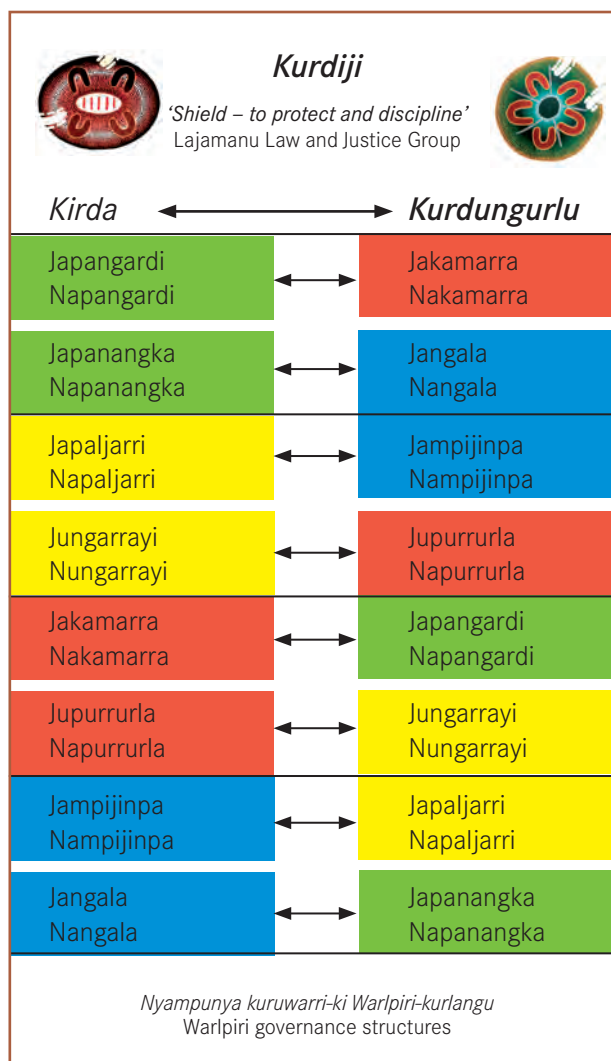 Kurdiji
'Shield – to protect and discipline'
Lajamanu Law and Justice Group
Kirda
Kurdungurlu
Japangardi
Napangardi
Jakamarra
Nakamarra
Japanangka
Napanangka
Jangala
Nangala
Japaljarri
Napaljarri
Jampijinpa
Nampijinpa
Jungarrayi
Nungarrayi
Jupurrurla
Napurrurla
Jakamarra
Nakamarra
Japangardi
Napangardi
Jupurrurla
Napurrurla
Jungarrayi
Nungarrayi
Jampijinpa
Nampijinpa
Japaljarri
Napaljarri
Jangala
Nangala
Japanangka
Napanangka
Nyampunya kuruwarri-ki Warlpiri-kurlangu
Warlpiri governance structures